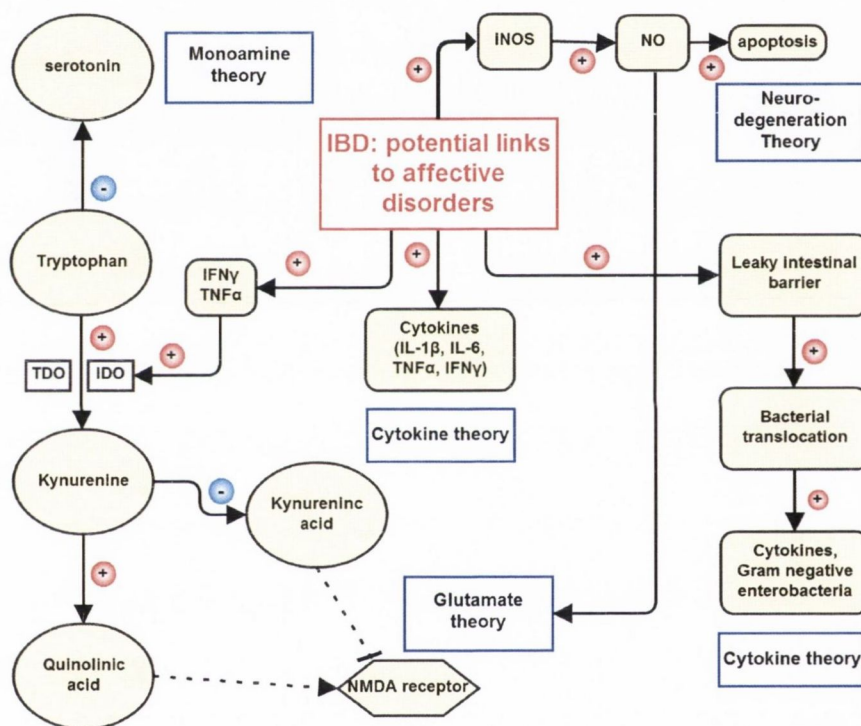 serotonin
Monoamine
theory
+
INOS
+
NO
+
apoptosis
Neuro-
degeneration
Theory
IBD: potential links
to affective
disorders
-
Tryptophan
+
IFNγ
TNFα
+
+
Leaky intestinal
barrier
+
TDO
IDO
+
Cytokines
(IL-1β, IL-6,
TNFα, IFNγ)
+
Cytokine theory
Bacterial
translocation
Kynurenine
-
Kynureninc
acid
+
+
Cytokines,
Gram negative
enterobacteria
Glutamate
theory
Cytokine theory
Quinolinic
acid
NMDA receptor